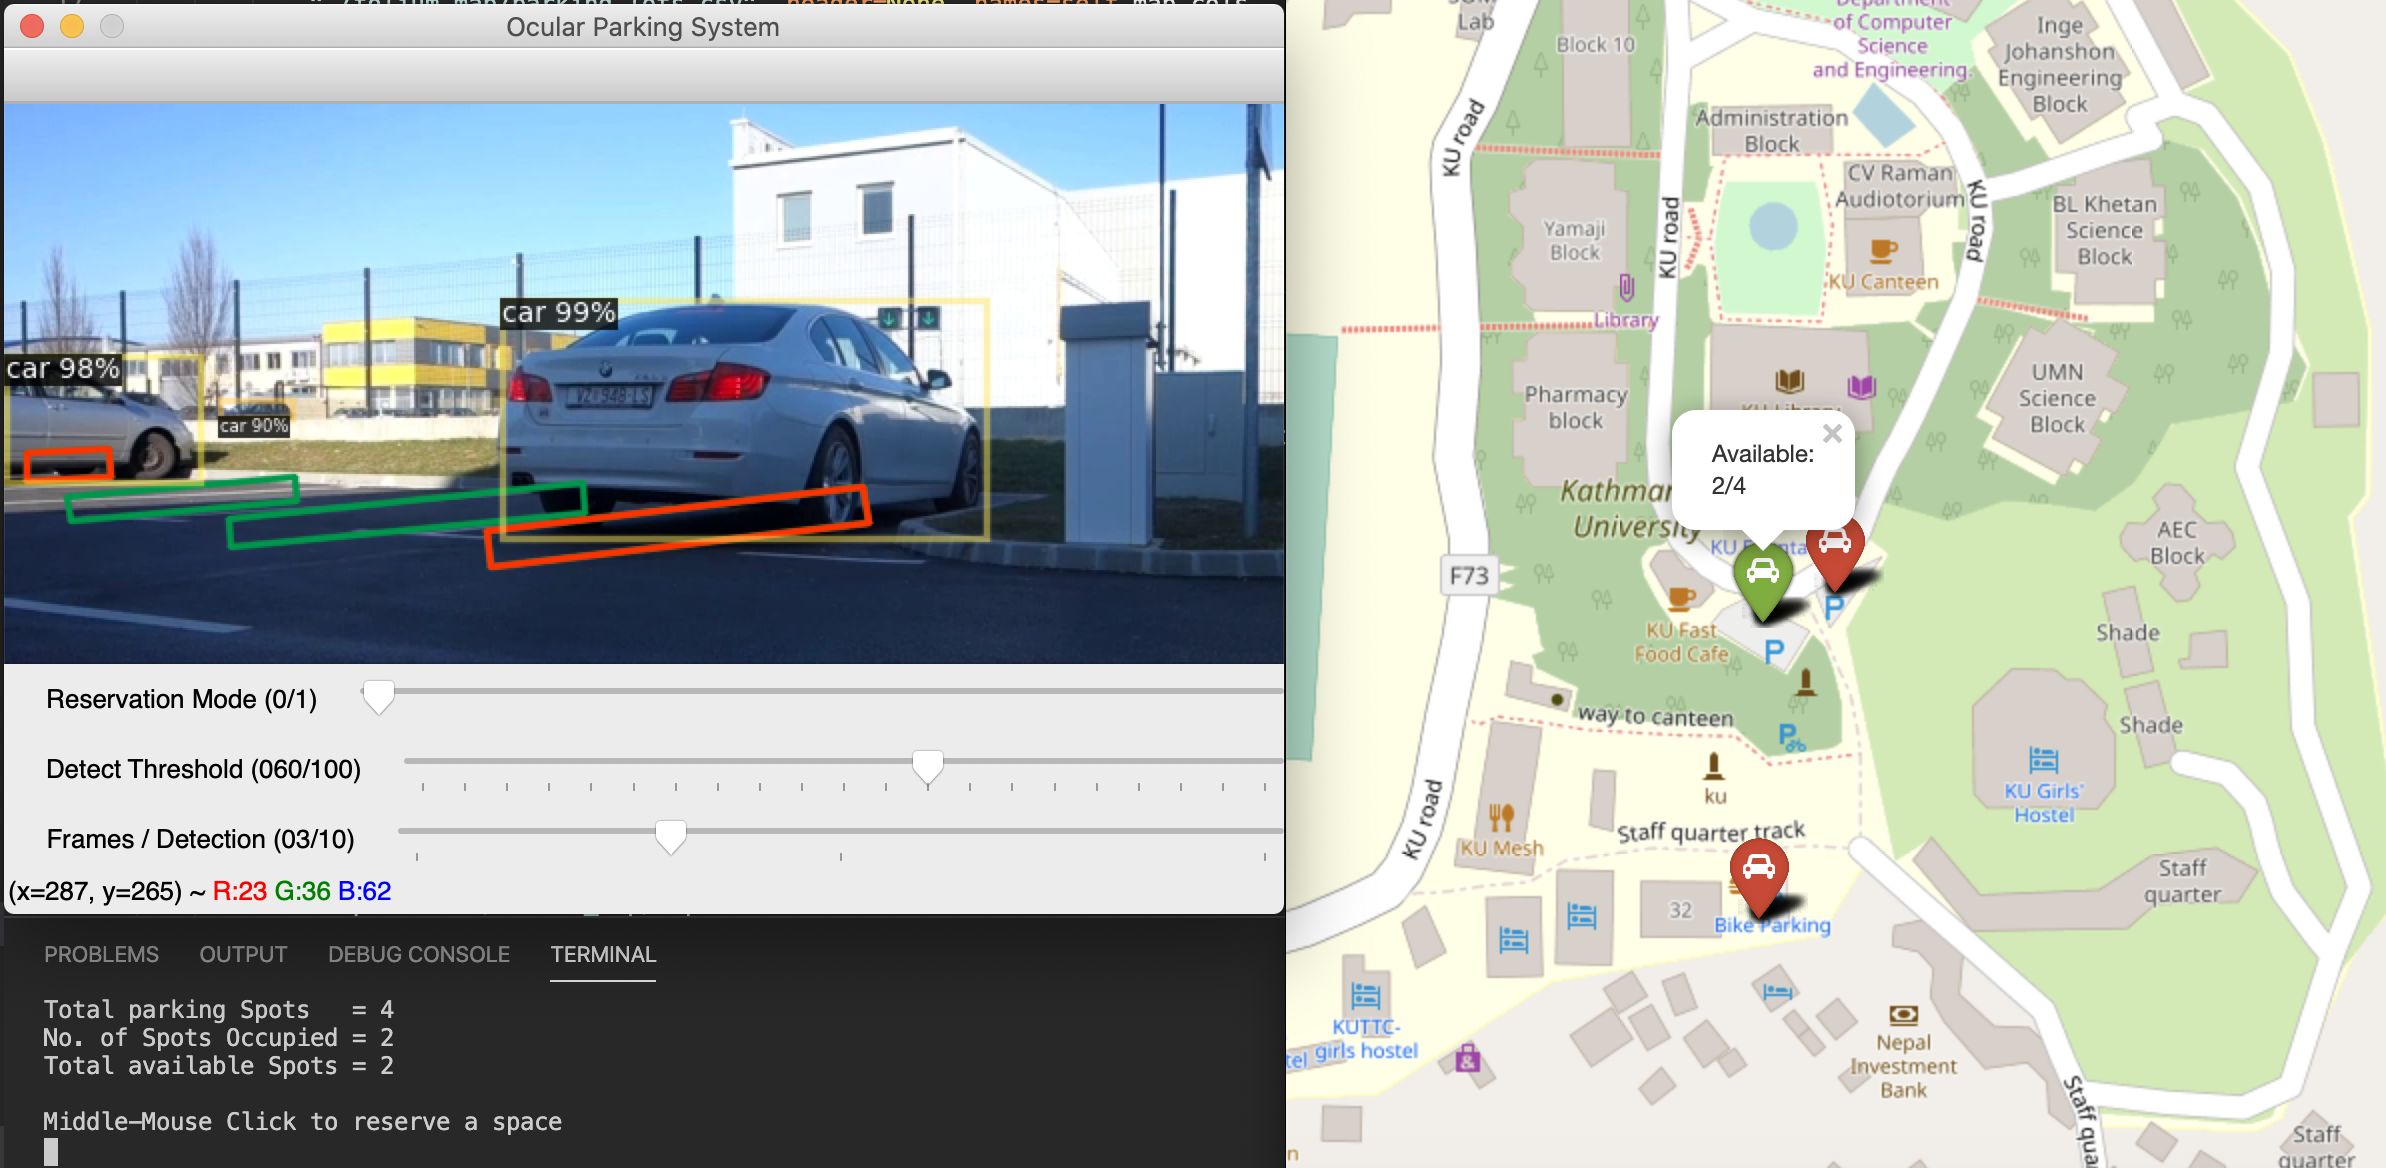 Ocular Parking System
car 99%
car 98%
car 90%
Reservation Mode (0/1)
Detect Threshold (060/100)
Frames / Detection (03/10)
(x=287, y=265) ~ R:23 G:36 B:62
PROBLEMS OUTPUT DEBUG CONSOLE TERMINAL
Total parking Spots = 4
No. of Spots Occupied = 2
Total available Spots = 2
Middle-Mouse Click to reserve a space
Lab
Block 10
Department
of Computer
Science
and Engineering.
Inge
Johanshon
Engineering
Block
KU road
Administration
Block
CV Raman
Audiotorium
KU road
KU road
Yamaji
Block
BL Khetan
Science
Block
KU Canteen
Library
Pharmacy
block
UMN
Science
Block
KU Library
Available:
2/4
University
F73
AEC
Block
KU Fast
Food Cafe
P
P
Shade
way to canteen
P
Shade
ku
KU Girls'
Hostel
KU road
Staff quarter track
KU Mesh
Staff
quarter
32
Bike Parking
KUTTC-
girls hostel
Nepal
Investment
Bank
Staff
Staff
quarter